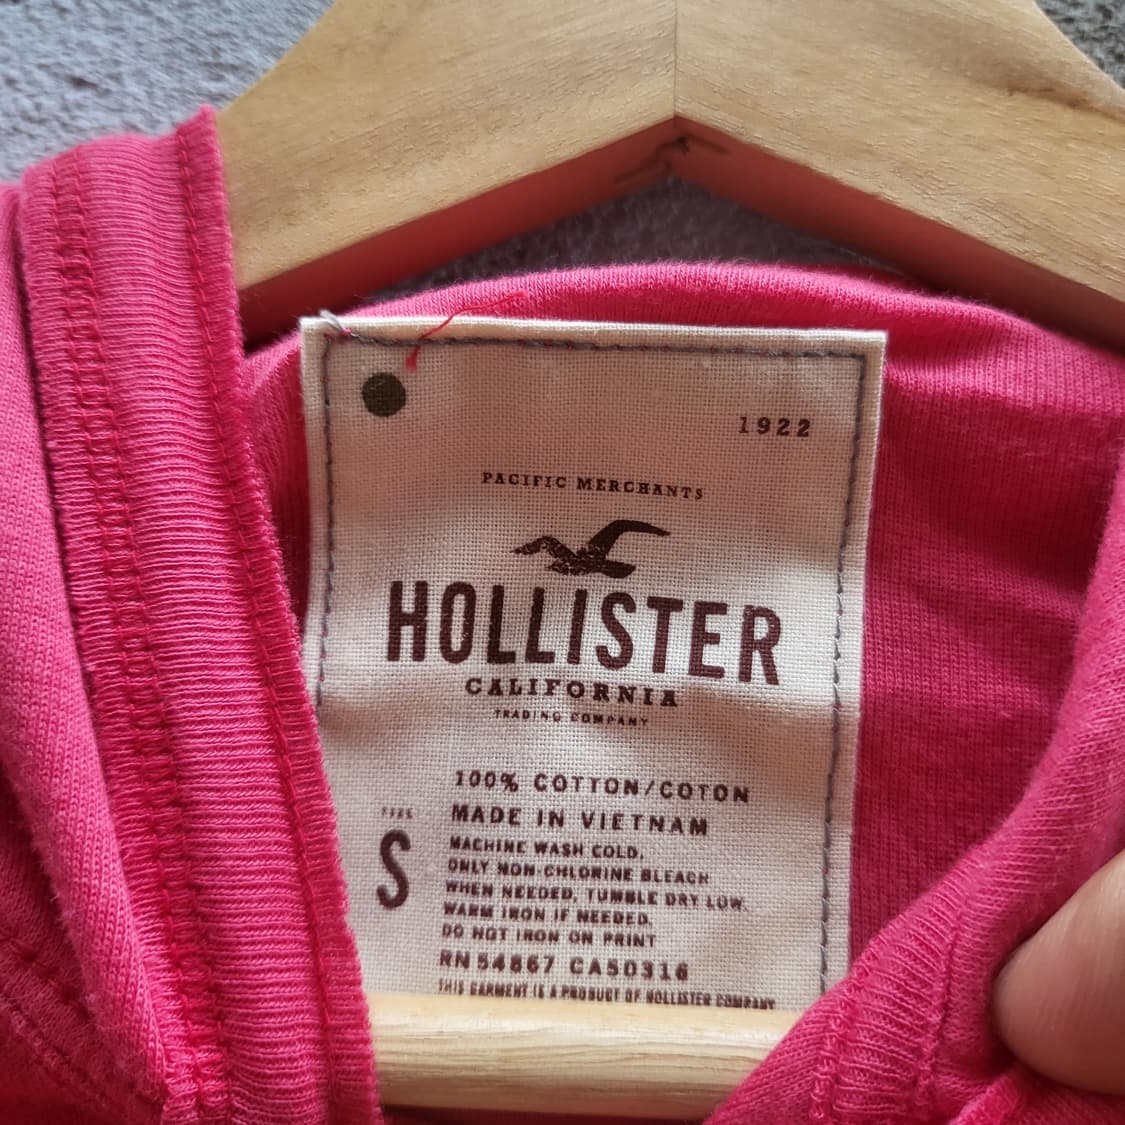 1922
PACIFIC MERCHANTS
HOLLISTER
CALIFORNIA
TRADING COMPANY
100% COTTON/COTON
MADE IN VIETNAM
SIZE
S
MACHINE WASH COLD,
ONLY NON-CHLORINE BLEACH
WHEN NEEDED, TUMBLE DRY LOW.
WARM IRON IF NEEDED.
DO NOT IRON ON PRINT
RN 54867 CA50316
THIS GARMENT IS A PRODUCT OF HOLLISTER COMPANY